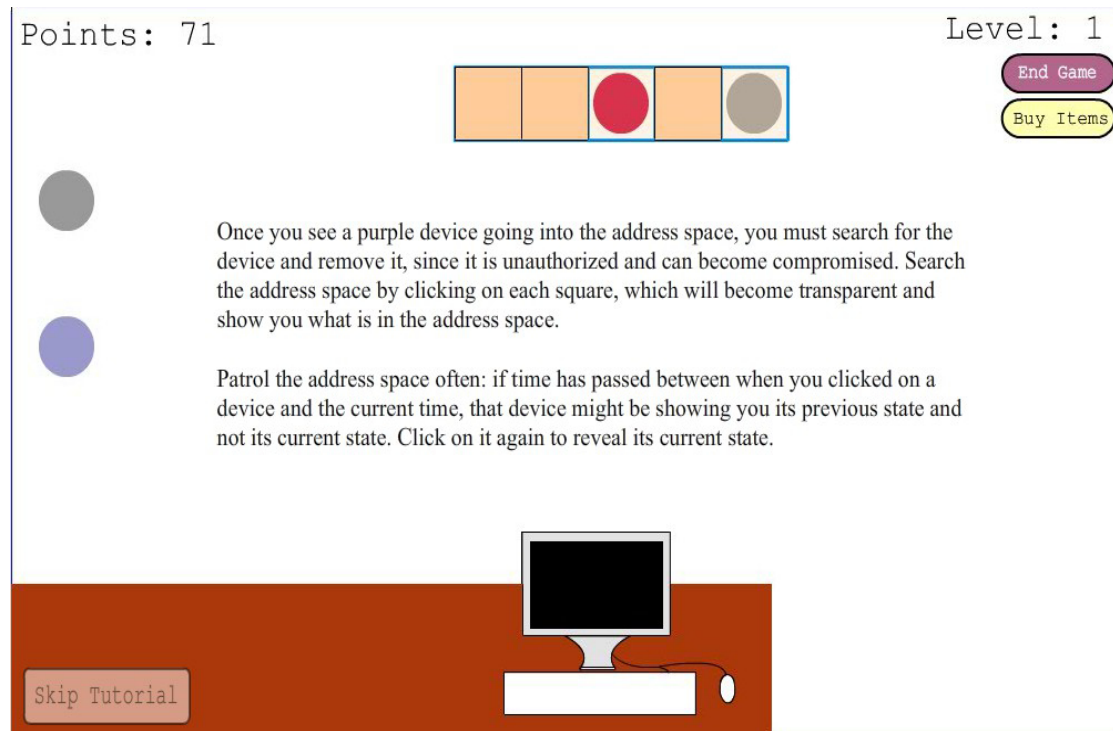 Points: 71
Level: 1
End Game
Buy Items
Once you see a purple device going into the address space, you must search for the
device and remove it, since it is unauthorized and can become compromised. Search
the address space by clicking on each square, which will become transparent and
show you what is in the address space.
Patrol the address space often: if time has passed between when you clicked on a
device and the current time, that device might be showing you its previous state and
not its current state. Click on it again to reveal its current state.
Skip Tutorial